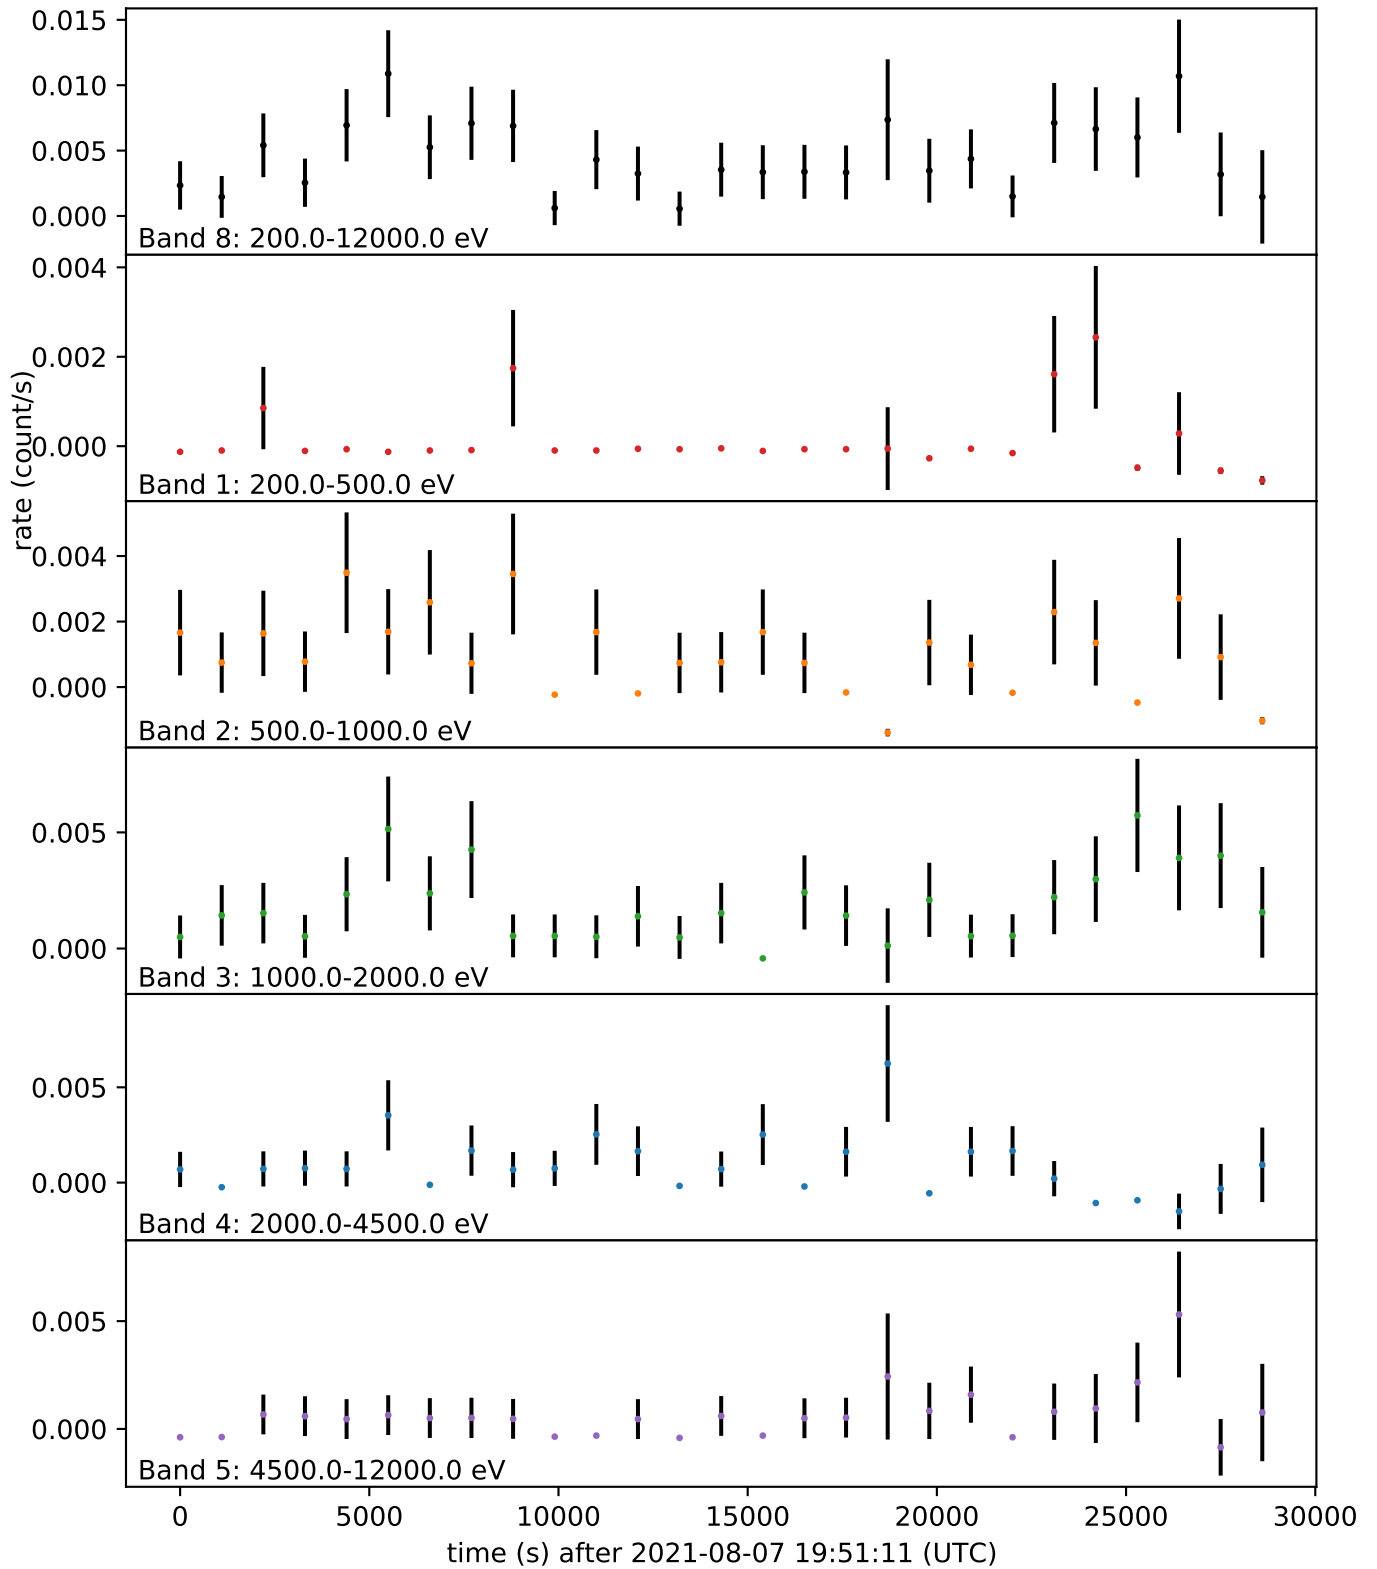 0.015
0.010
0.005
0.000
Band 8: 200.0-12000.0 eV
0.004
0.002
0.000
Band 1: 200.0-500.0 eV
rate (count/s)
0.004
0.002
0.000
Band 2: 500.0-1000.0 eV
0.005
0.000
Band 3: 1000.0-2000.0 eV
0.005
0.000
Band 4: 2000.0-4500.0 eV
0.005
0.000
Band 5: 4500.0-12000.0 eV
0 5000 10000 15000 20000 25000 30000
time (s) after 2021-08-07 19:51:11 (UTC)